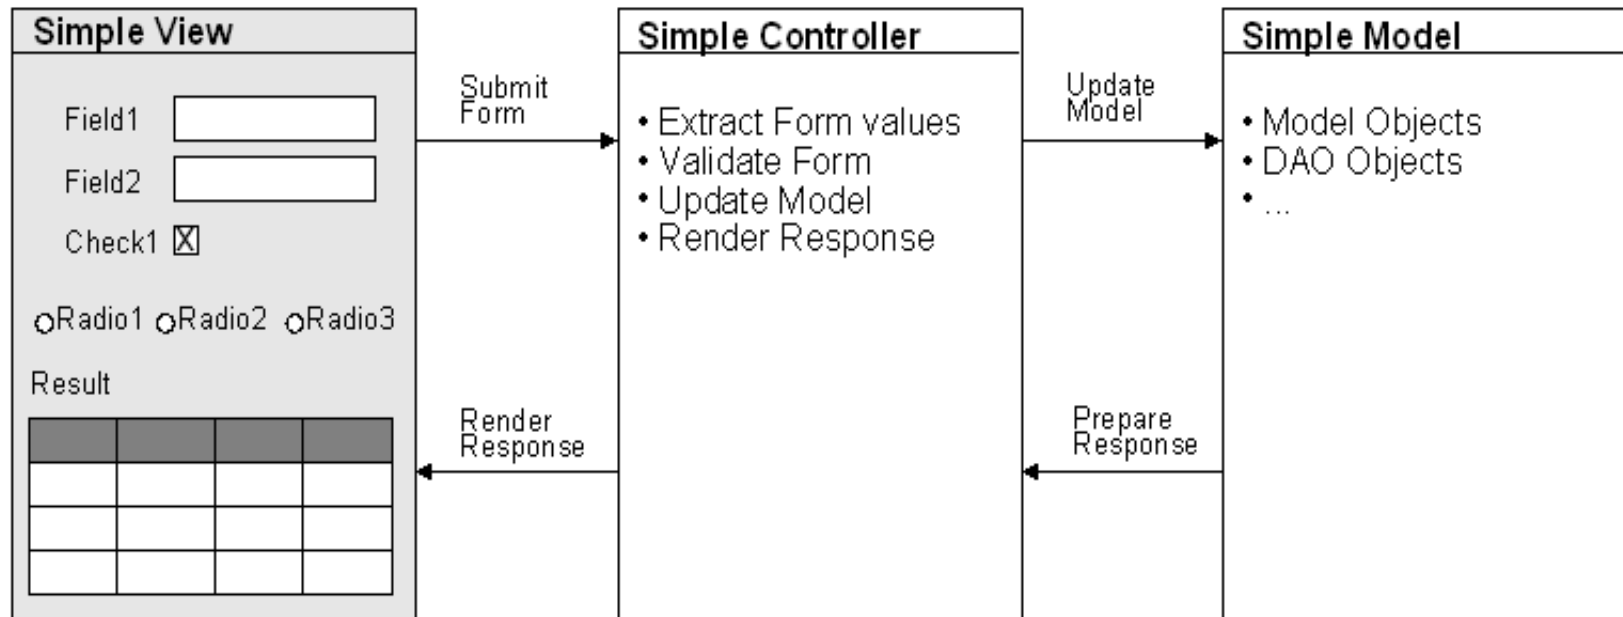 Simple View
Field1
Field2
Check1 X
Radio1 Radio2 Radio3
Result
Submit
Form
Render
Response
Simple Controller
• Extract Form values
• Validate Form
• Update Model
• Render Response
Update
Model
Prepare
Response
Simple Model
• Model Objects
• DAO Objects
• ...